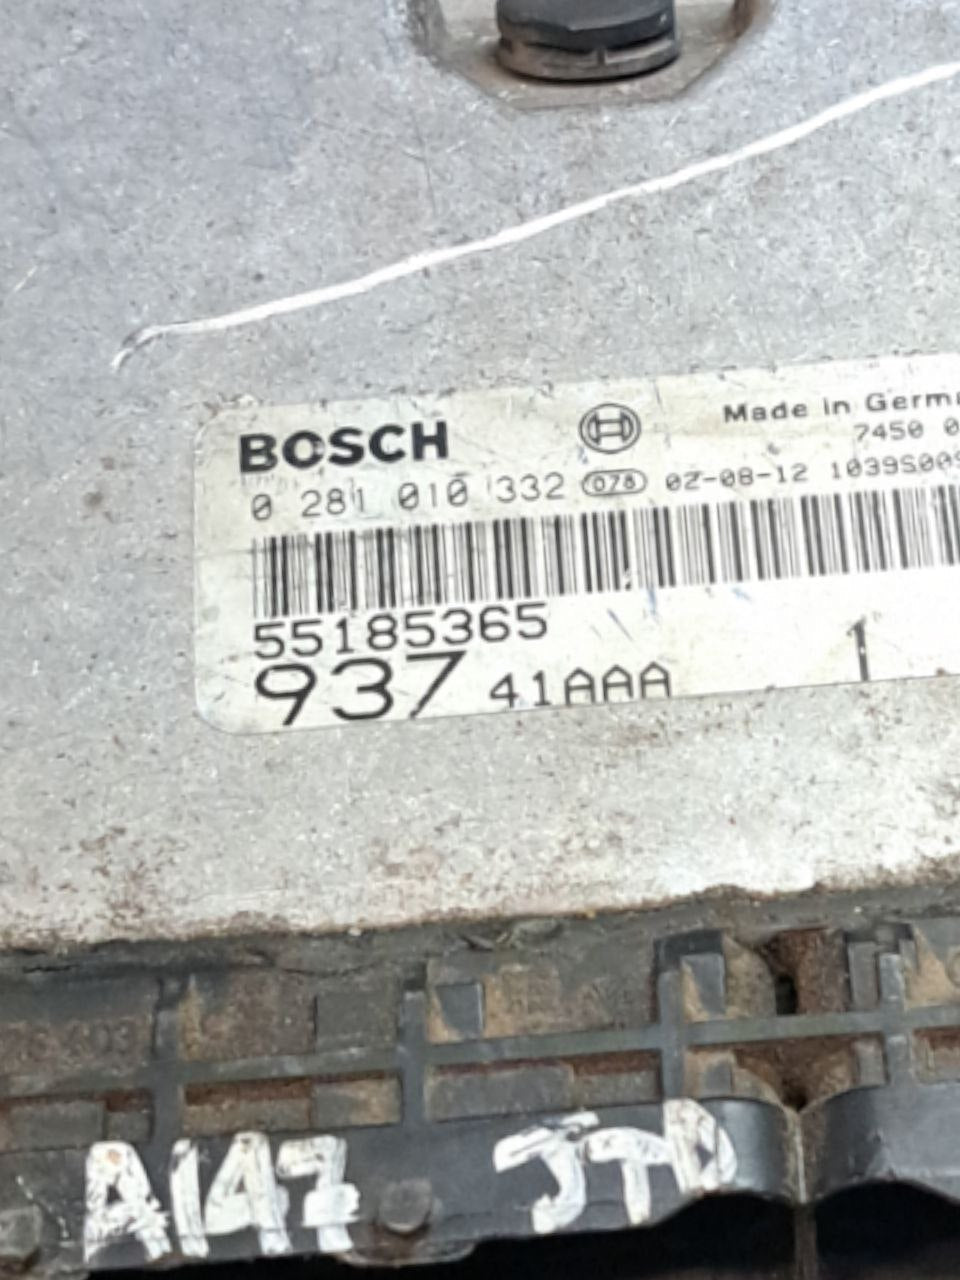 BOSCH
Made in Germa
7450 0
0 281 010 332 078 02-08-12 1039S00
55185365
937 41AAA 1
A147 JTD